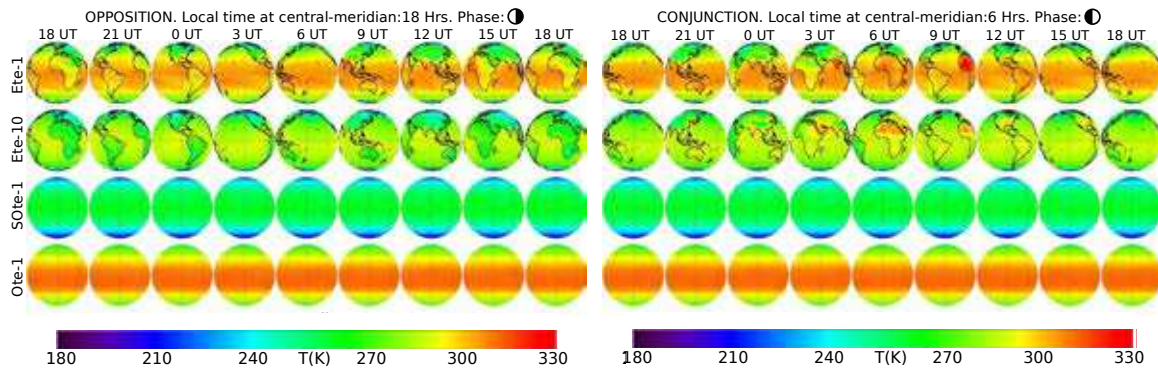 OPPOSITION. Local time at central-meridian:18 Hrs. Phase:
18 UT 21 UT 0 UT 3 UT 6 UT 9 UT 12 UT 15 UT 18 UT
Ete-1
Ete-10
SOte-1
Ote-1
180 210 240 T(K) 270 300 330
CONJUNCTION. Local time at central-meridian:6 Hrs. Phase:
18 UT 21 UT 0 UT 3 UT 6 UT 9 UT 12 UT 15 UT 18 UT
180 210 240 T(K) 270 300 330